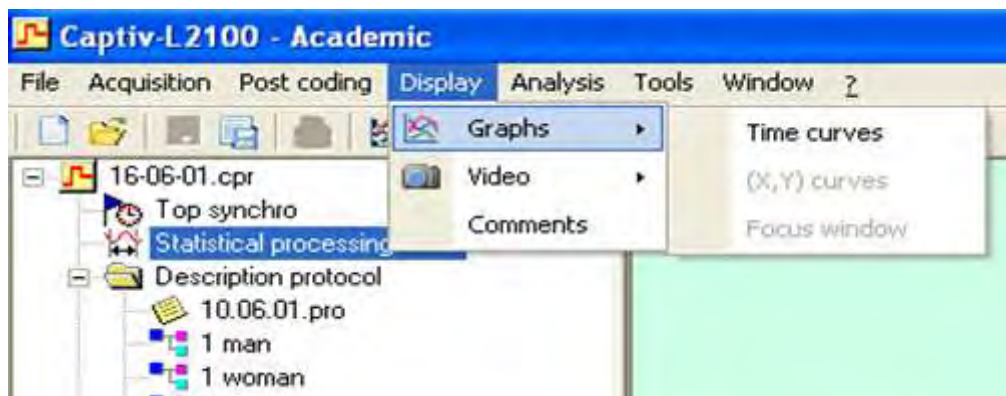 Captiv-L2100 - Academic
File Acquisition Post coding Display Analysis Tools Window ?
Graphs
Time curves
Video
(X,Y) curves
Comments
Focus window
16-06-01.cpr
Top synchro
Statistical processing
Description protocol
10.06.01.pro
1 man
1 woman